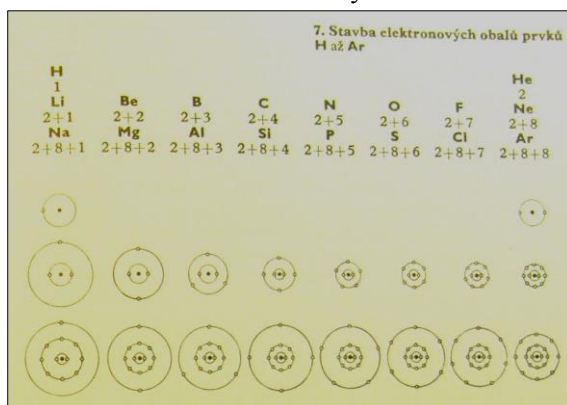 7. Stavba elektronových obalů prvků
H až Ar
H He
1 2
Li Be B C N O F Ne
2+1 2+2 2+3 2+4 2+5 2+6 2+7 2+8
Na Mg Al Si P S Cl Ar
2+8+1 2+8+2 2+8+3 2+8+4 2+8+5 2+8+6 2+8+7 2+8+8